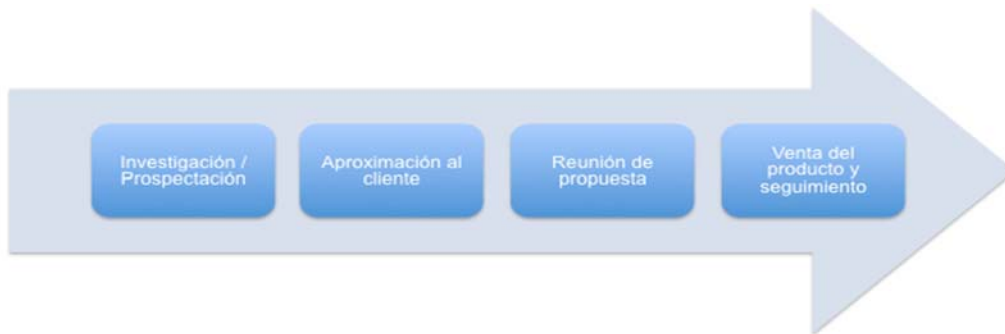 Investigación /
Prospectación
Aproximación al
cliente
Reunión de
propuesta
Venta del
producto y
seguimiento